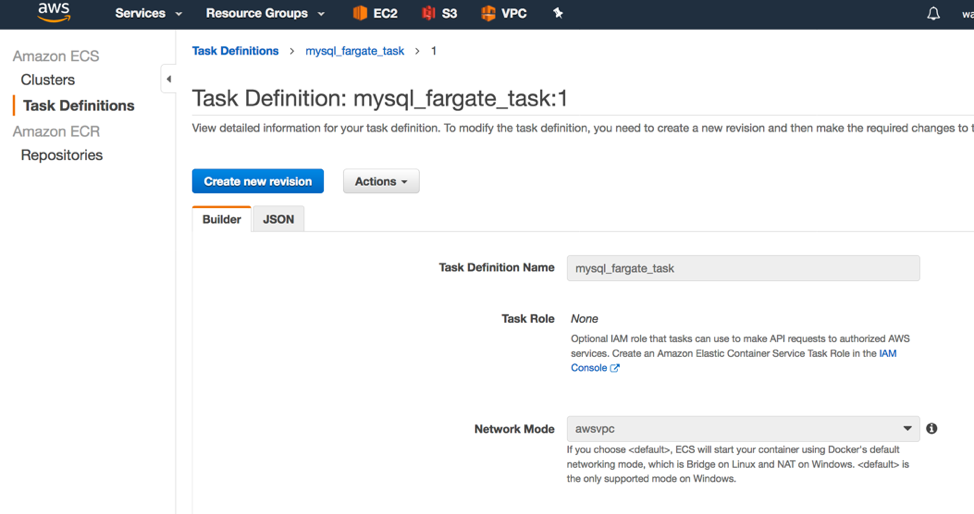 aws
Services Resource Groups EC2 S3 VPC
Task Definitions > mysql_fargate_task > 1
Amazon ECS
Clusters
Task Definitions
Amazon ECR
Repositories
Task Definition: mysql_fargate_task:1
View detailed information for your task definition. To modify the task definition, you need to create a new revision and then make the required changes to
Create new revision Actions
Builder JSON
Task Definition Name mysql_fargate_task
Task Role None
Optional IAM role that tasks can use to make API requests to authorized AWS
services. Create an Amazon Elastic Container Service Task Role in the IAM
Console
Network Mode awsvpc
If you choose <default>, ECS will start your container using Docker's default
networking mode, which is Bridge on Linux and NAT on Windows. <default> is
the only supported mode on Windows.